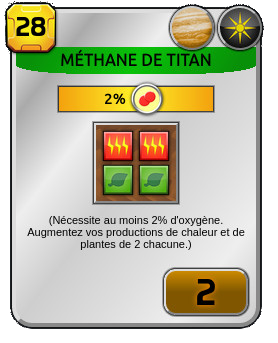 28
MÉTHANE DE TITAN
2%
(Nécessite au moins 2% d'oxygène.
Augmentez vos productions de chaleur et de
plantes de 2 chacune.)
2